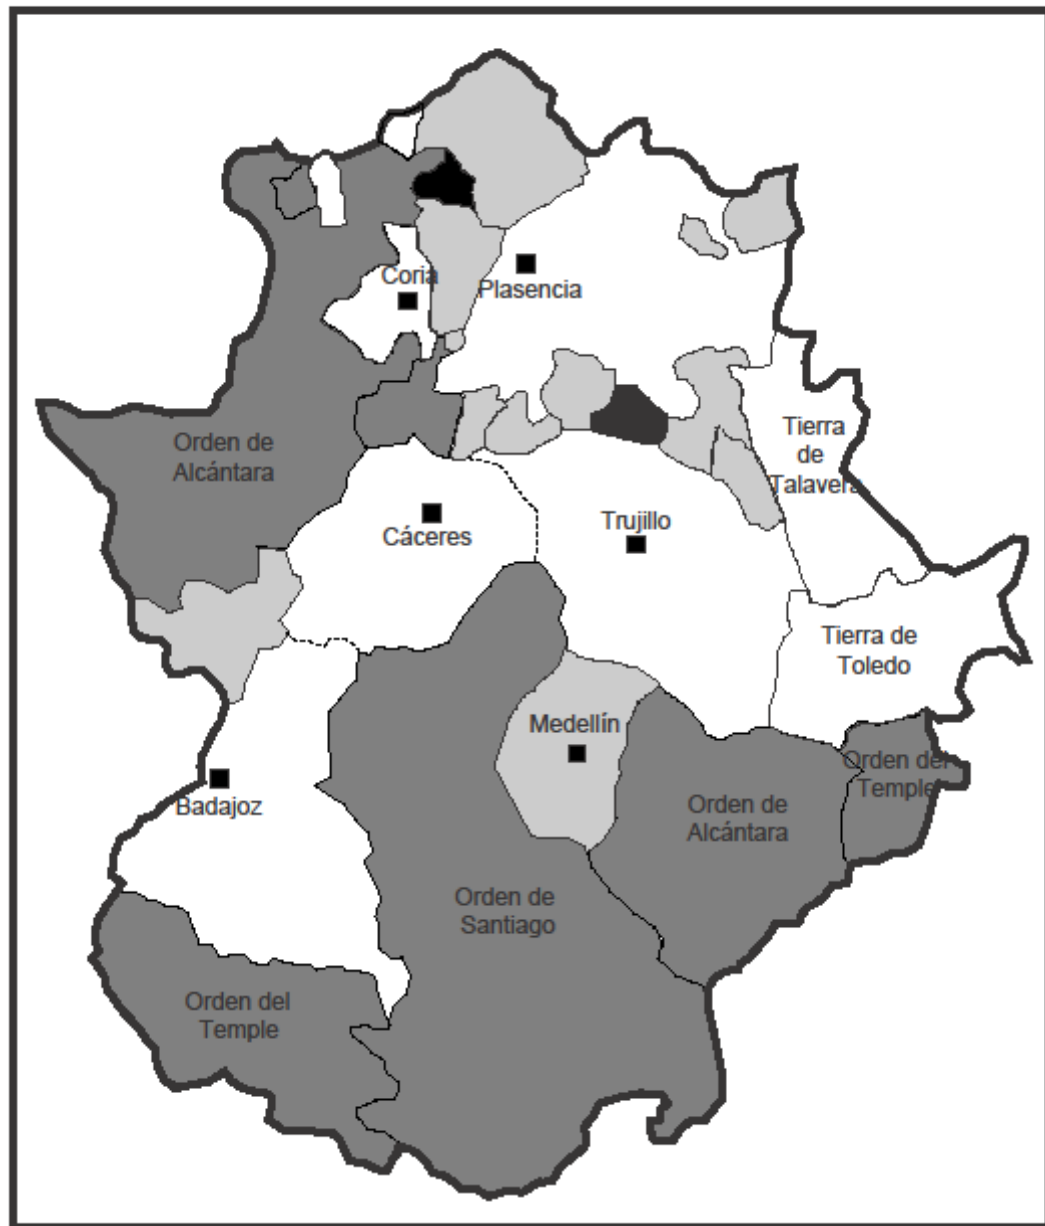 Coria
Plasencia
Orden de
Alcántara
Tierra
de
Talavera
Cáceres
Trujillo
Tierra de
Toledo
Medellín
Orden del
Temple
Badajoz
Orden de
Alcántara
Orden de
Santiago
Orden del
Temple